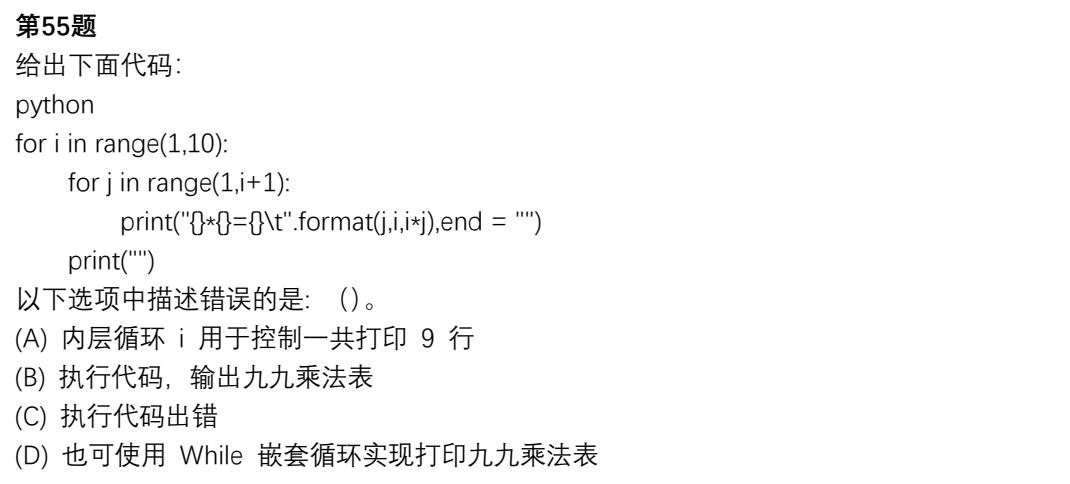 第55题
给出下面代码：
python
for i in range(1,10):
    for j in range(1,i+1):
        print("{}*{}={}\t".format(j,i,i*j),end = "")
    print("")
以下选项中描述错误的是: （）。
(A) 内层循环 i 用于控制一共打印 9 行
(B) 执行代码，输出九九乘法表
(C) 执行代码出错
(D) 也可使用 While 嵌套循环实现打印九九乘法表